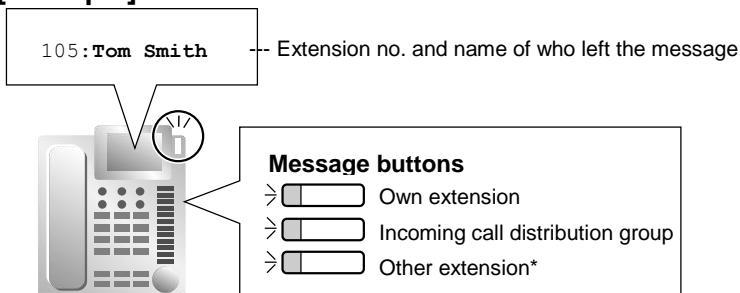 105:Tom Smith --- Extension no. and name of who left the message
Message buttons
Own extension
Incoming call distribution group
Other extension*